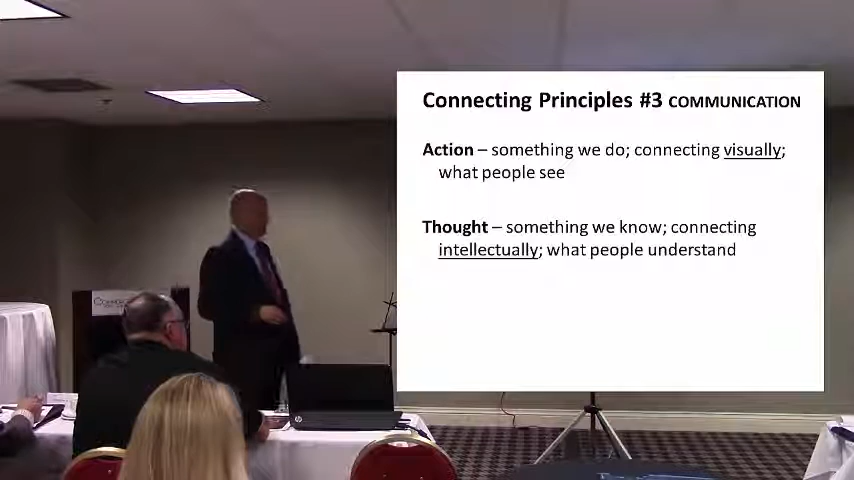 Connecting Principles #3 COMMUNICATION
Action – something we do; connecting visually;
what people see
Thought – something we know; connecting
intellectually; what people understand
hp